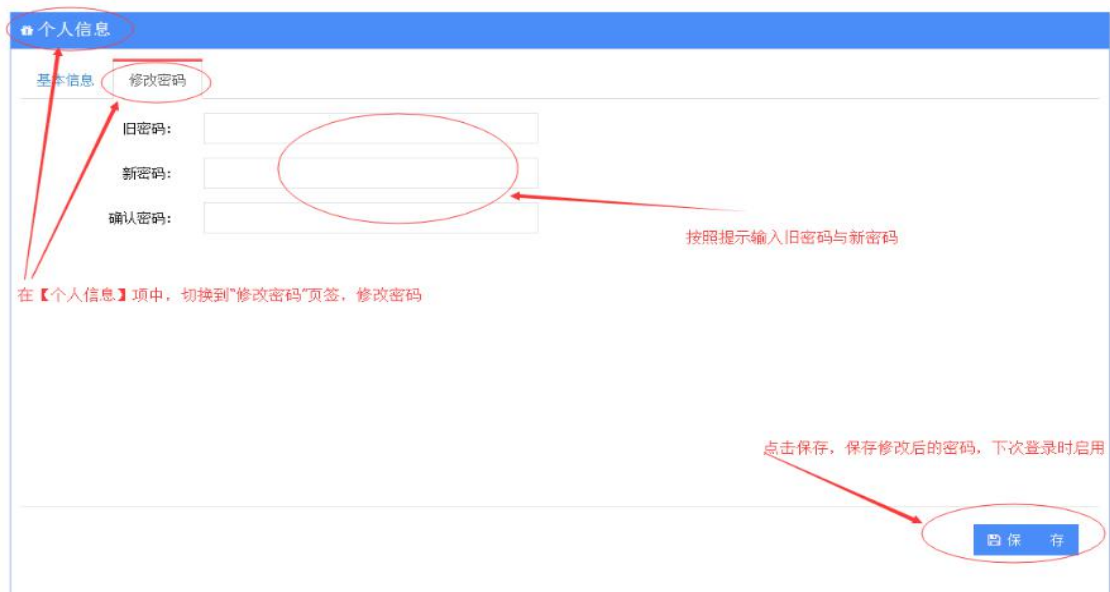 个人信息
基本信息 修改密码
旧密码：
新密码：
确认密码：
按照提示输入旧密码与新密码
在【个人信息】项中，切换到“修改密码”页签，修改密码
点击保存，保存修改后的密码，下次登录时启用
保 存